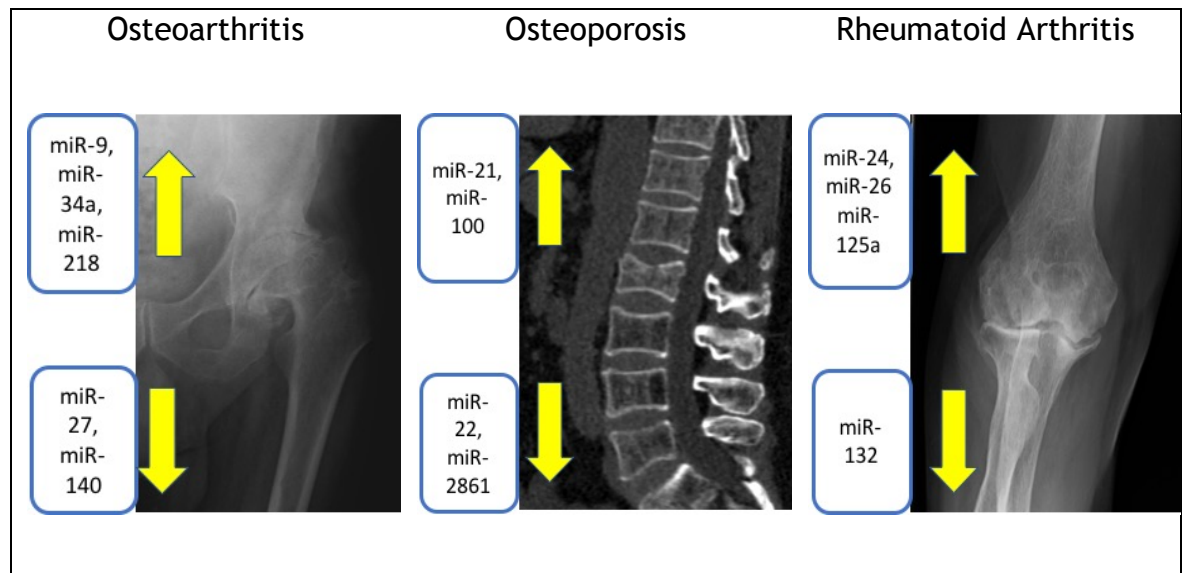 Osteoarthritis
Osteoporosis
Rheumatoid Arthritis
miR-9,
miR-
34a,
miR-
218
miR-21,
miR-
100
miR-24,
miR-26
miR-
125a
miR-
27,
miR-
140
miR-
22,
miR-
2861
miR-
132